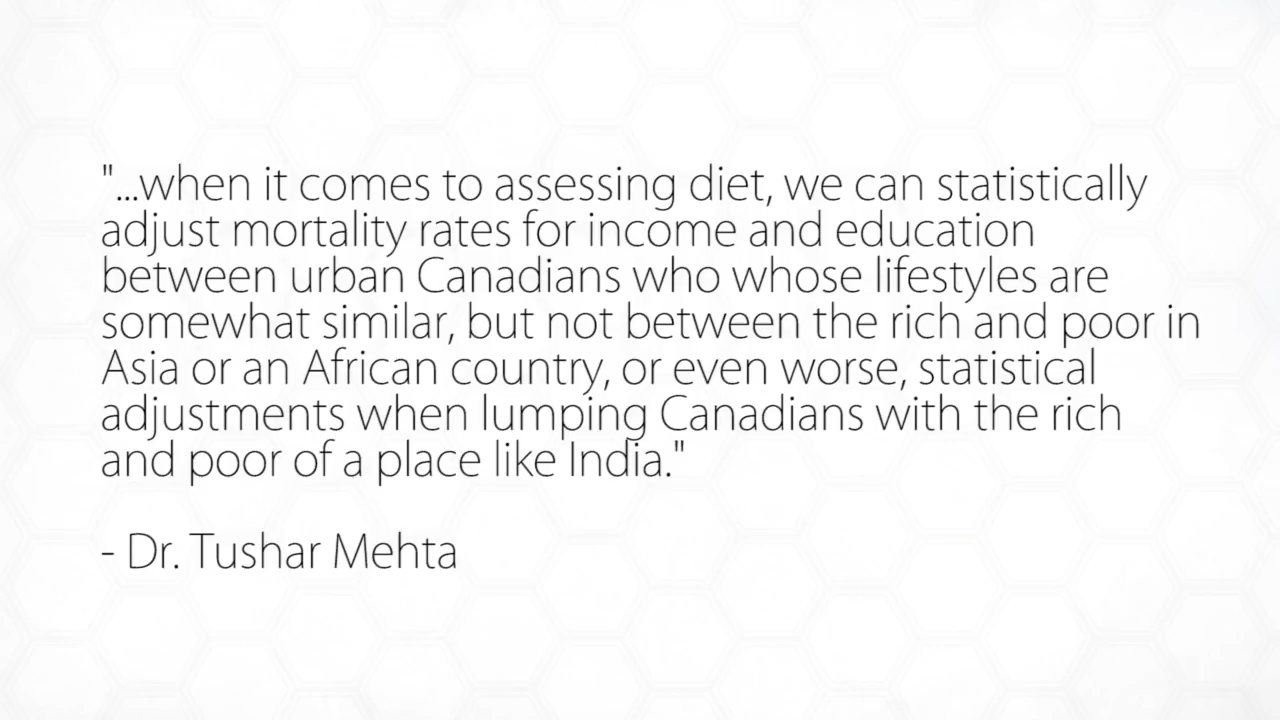 "...when it comes to assessing diet, we can statistically
adjust mortality rates for income and education
between urban Canadians who whose lifestyles are
somewhat similar, but not between the rich and poor in
Asia or an African country, or even worse, statistical
adjustments when lumping Canadians with the rich
and poor of a place like India."
- Dr. Tushar Mehta